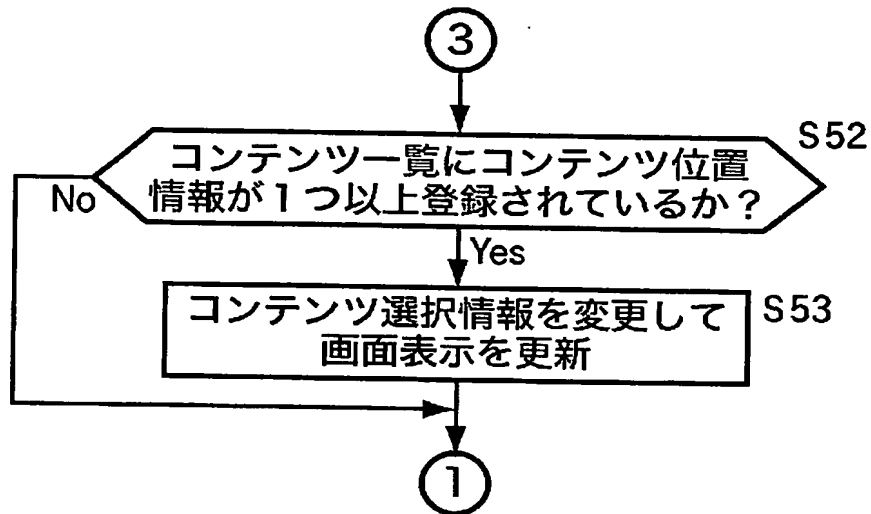 3
S52
コンテンツ一覧にコンテンツ位置
情報が1つ以上登録されているか?
No
Yes
コンテンツ選択情報を変更して
画面表示を更新
S53
1